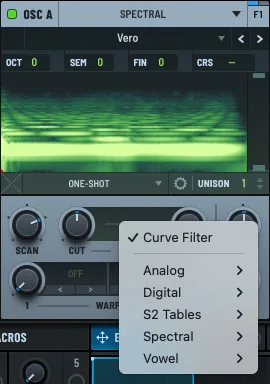 OSC A SPECTRAL F1
Vero
OCT 0 SEM 0 FIN 0 CRS –
ONE-SHOT UNISON 1
SCAN CUT
OFF
1 WARP
Curve Filter
Analog
Digital
S2 Tables
Spectral
Vowel
ACROS
5